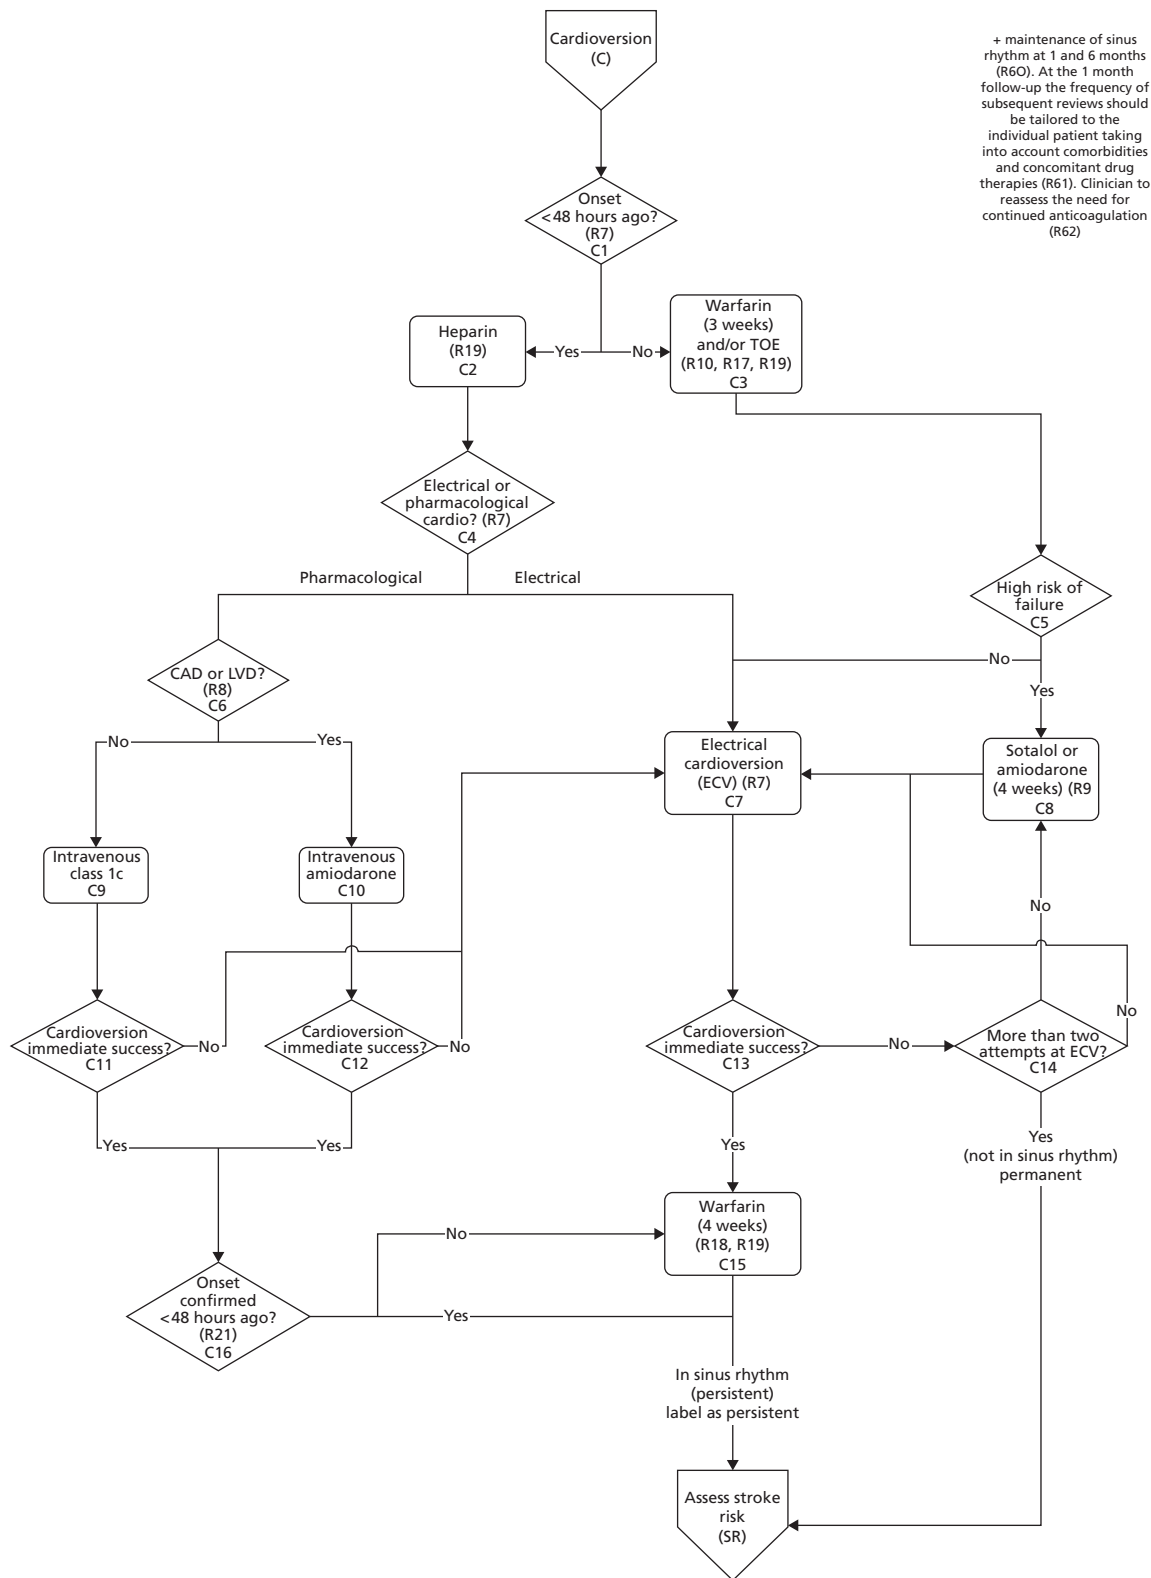 Cardioversion
(C)
+ maintenance of sinus
rhythm at 1 and 6 months
(R6O). At the 1 month
follow-up the frequency of
subsequent reviews should
be tailored to the
individual patient taking
into account comorbidities
and concomitant drug
therapies (R61). Clinician to
reassess the need for
continued anticoagulation
(R62)
Onset
<48 hours ago?
(R7)
C1
Yes
No
Heparin
(R19)
C2
Warfarin
(3 weeks)
and/or TOE
(R10, R17, R19)
C3
Electrical or
pharmacological
cardio? (R7)
C4
Pharmacological
Electrical
High risk of
failure
C5
No
Yes
CAD or LVD?
(R8)
C6
No
Yes
Electrical
cardioversion
(ECV) (R7)
C7
Sotalol or
amiodarone
(4 weeks) (R9
C8
Intravenous
class 1c
C9
Intravenous
amiodarone
C10
No
No
Cardioversion
immediate success?
C11
No
Cardioversion
immediate success?
C12
No
Cardioversion
immediate success?
C13
No
More than two
attempts at ECV?
C14
Yes
Yes
Yes
Yes
(not in sinus rhythm)
permanent
Warfarin
(4 weeks)
(R18, R19)
C15
No
Onset
confirmed
<48 hours ago?
(R21)
C16
Yes
In sinus rhythm
(persistent)
label as persistent
Assess stroke
risk
(SR)